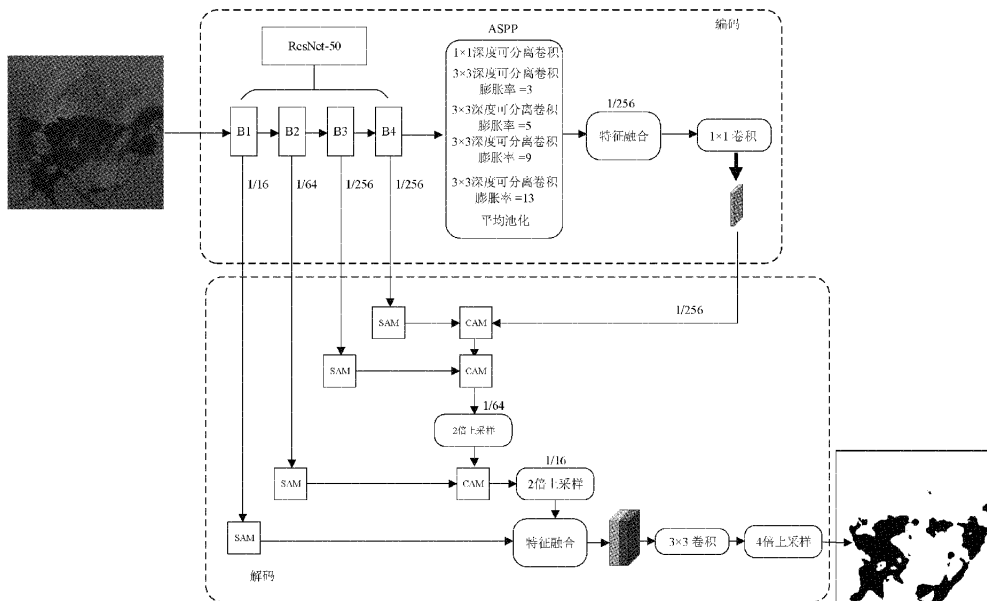 编码
ASPP
ResNet-50
1×1深度可分离卷积
3×3深度可分离卷积
膨胀率 =3
3×3深度可分离卷积
膨胀率 =5
3×3深度可分离卷积
膨胀率 =9
3×3深度可分离卷积
膨胀率 =13
平均池化
B1
B2
B3
B4
1/256
特征融合
1×1 卷积
1/16
1/64
1/256
1/256
SAM
CAM
1/256
SAM
CAM
1/64
2倍上采样
SAM
CAM
1/16
2倍上采样
SAM
特征融合
3×3 卷积
4倍上采样
解码